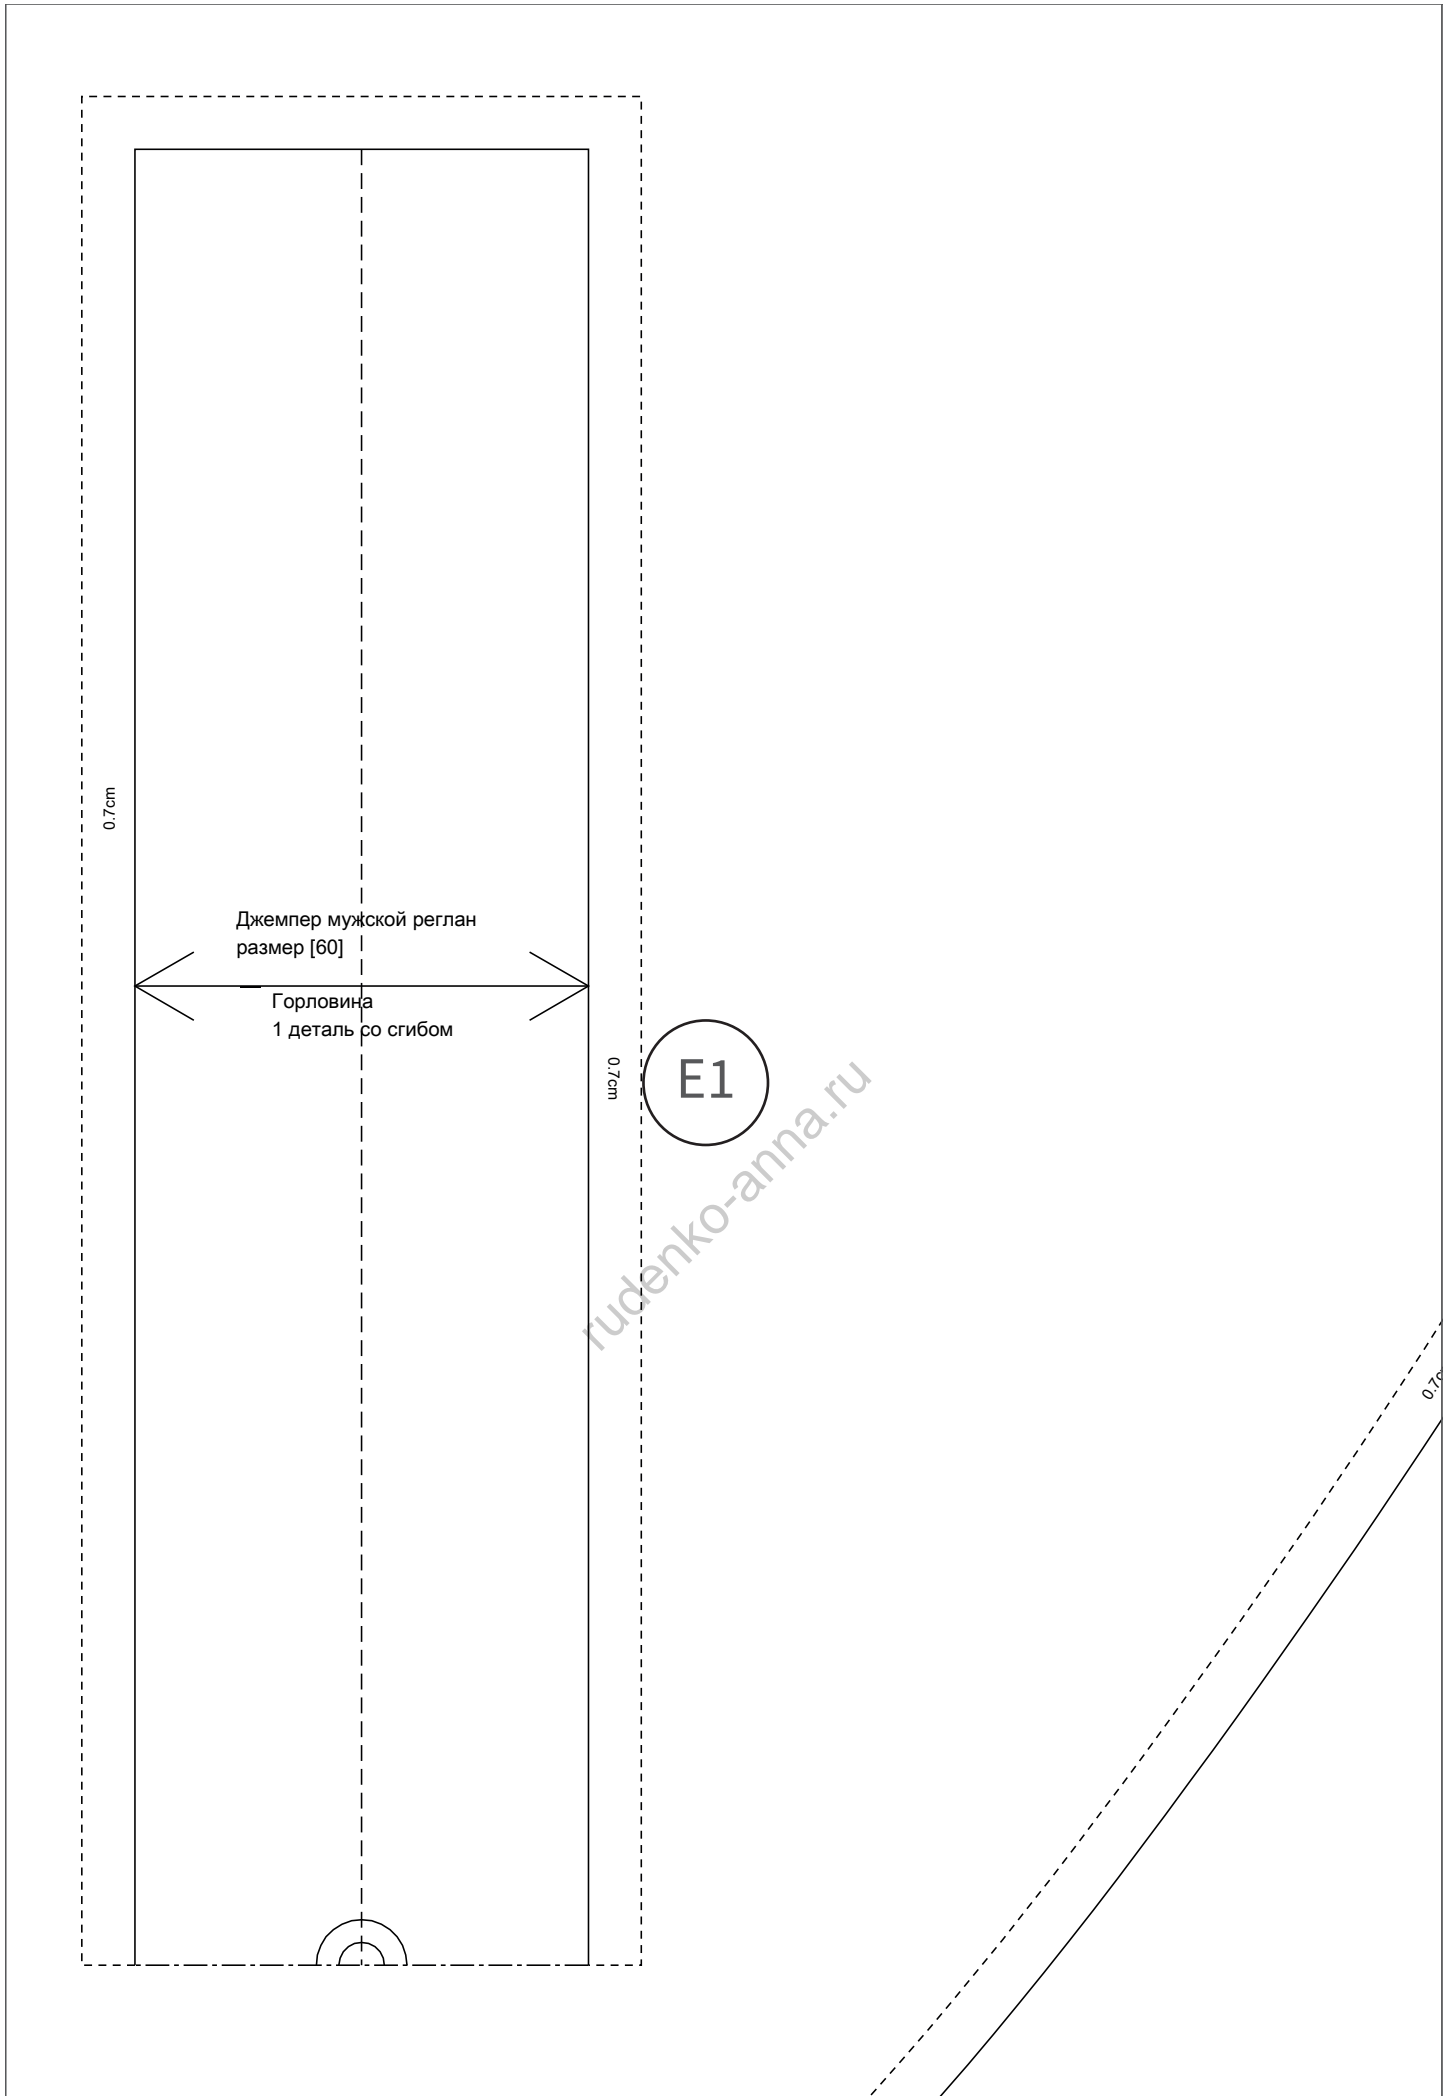 0.7cm
Джемпер мужской реглан
размер [60]
Горловина
1 деталь со сгибом
0.7cm
E1
rudenko-anna.ru